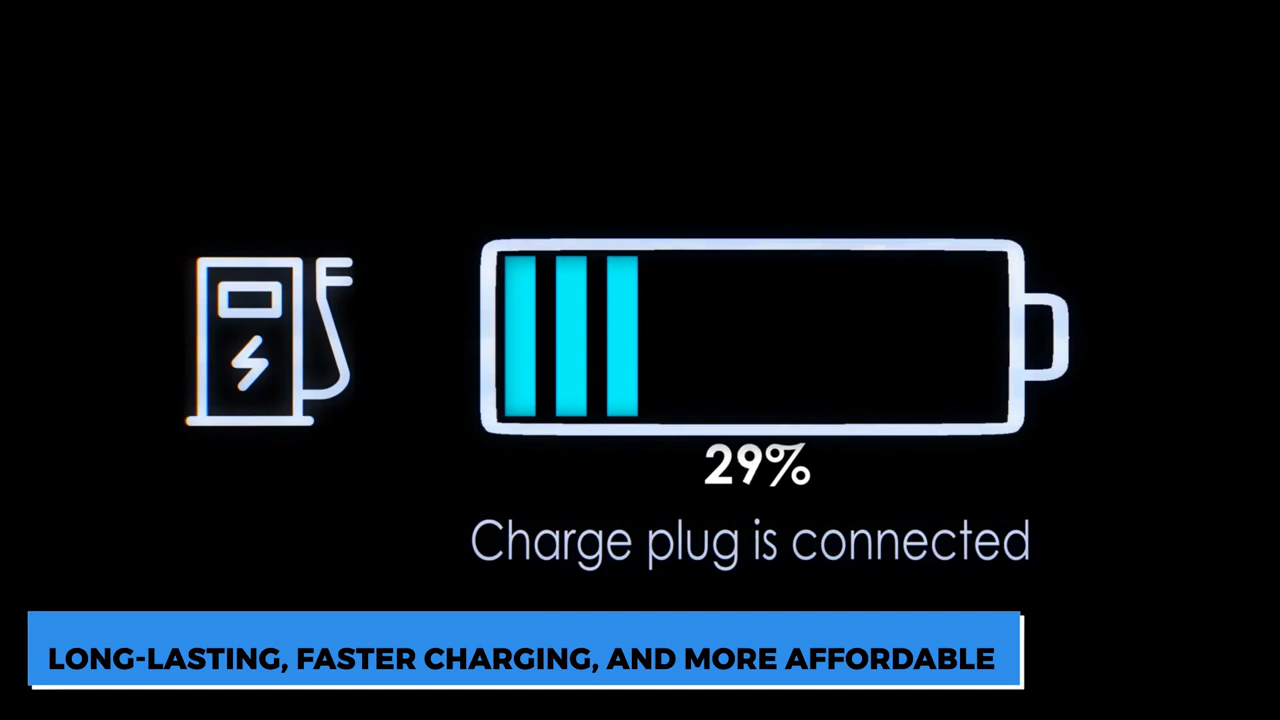 29%
Charge plug is connected
LONG-LASTING, FASTER CHARGING, AND MORE AFFORDABLE